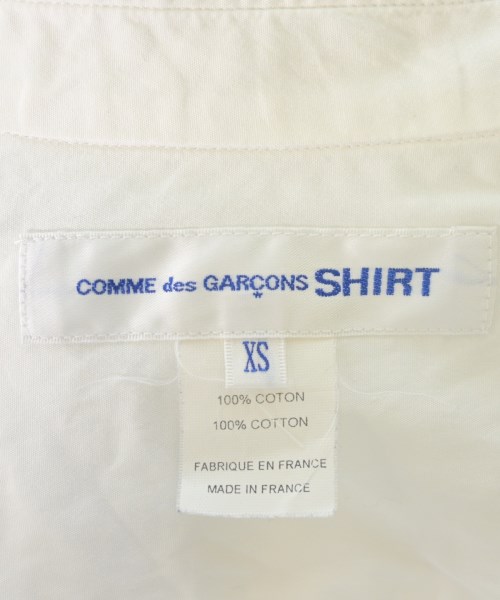 COMME des GARÇONS SHIRT
XS
100% COTON
100% COTTON
FABRIQUE EN FRANCE
MADE IN FRANCE